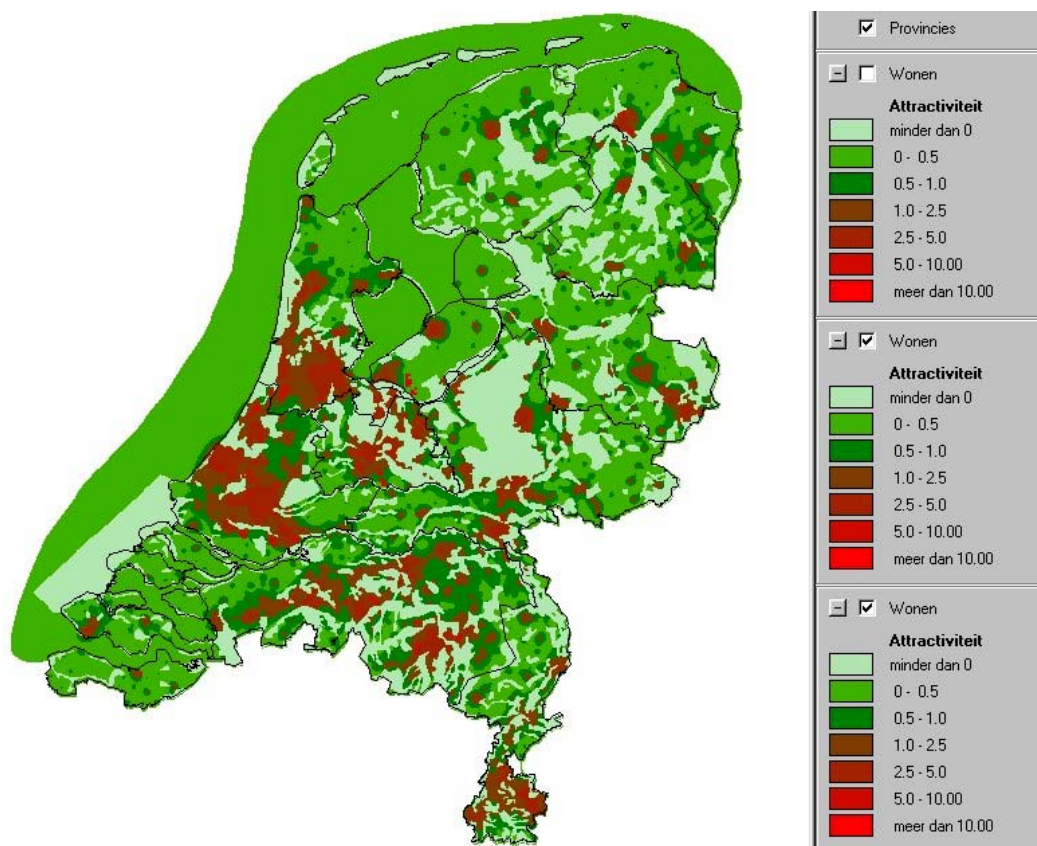 Provincies
Wonen
Attractiviteit
minder dan 0
0 - 0.5
0.5 - 1.0
1.0 - 2.5
2.5 - 5.0
5.0 - 10.00
meer dan 10.00
Wonen
Attractiviteit
minder dan 0
0 - 0.5
0.5 - 1.0
1.0 - 2.5
2.5 - 5.0
5.0 - 10.00
meer dan 10.00
Wonen
Attractiviteit
minder dan 0
0 - 0.5
0.5 - 1.0
1.0 - 2.5
2.5 - 5.0
5.0 - 10.00
meer dan 10.00